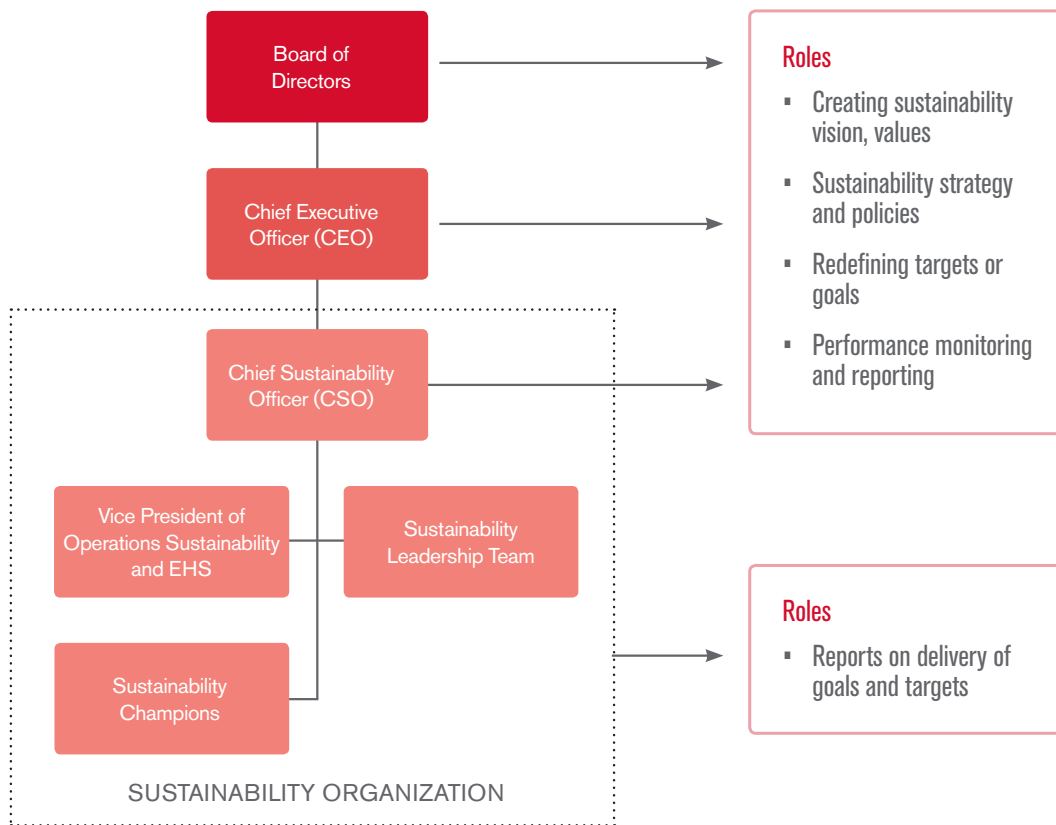 Board of
Directors
Chief Executive
Officer (CEO)
Chief Sustainability
Officer (CSO)
Vice President of
Operations Sustainability
and EHS
Sustainability
Leadership Team
Sustainability
Champions
SUSTAINABILITY ORGANIZATION
Roles
▪ Creating sustainability
vision, values
▪ Sustainability strategy
and policies
▪ Redefining targets or
goals
▪ Performance monitoring
and reporting
Roles
▪ Reports on delivery of
goals and targets